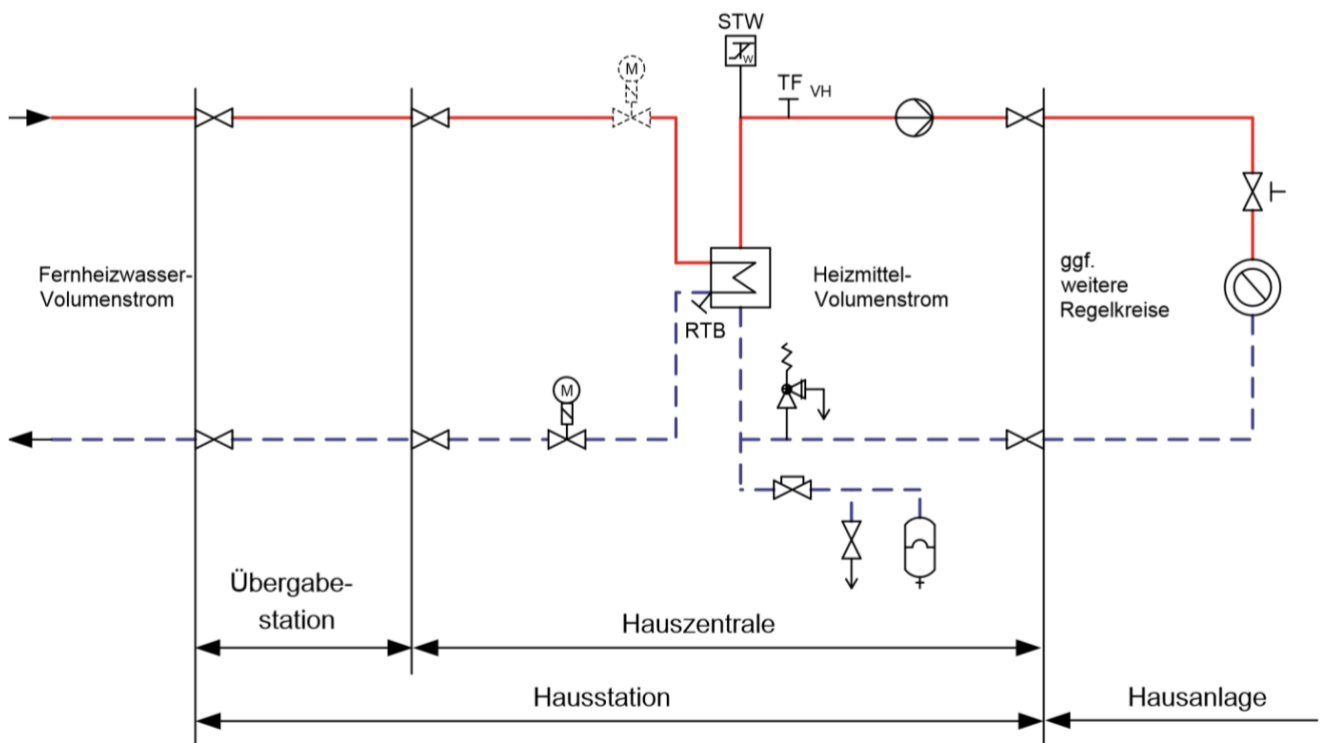 STW
W
M
TF VH
Fernheizwasser-
Volumenstrom
Heizmittel-
Volumenstrom
ggf.
weitere
Regelkreise
RTB
M
Übergabe-
station
Hauszentrale
Hausstation
Hausanlage